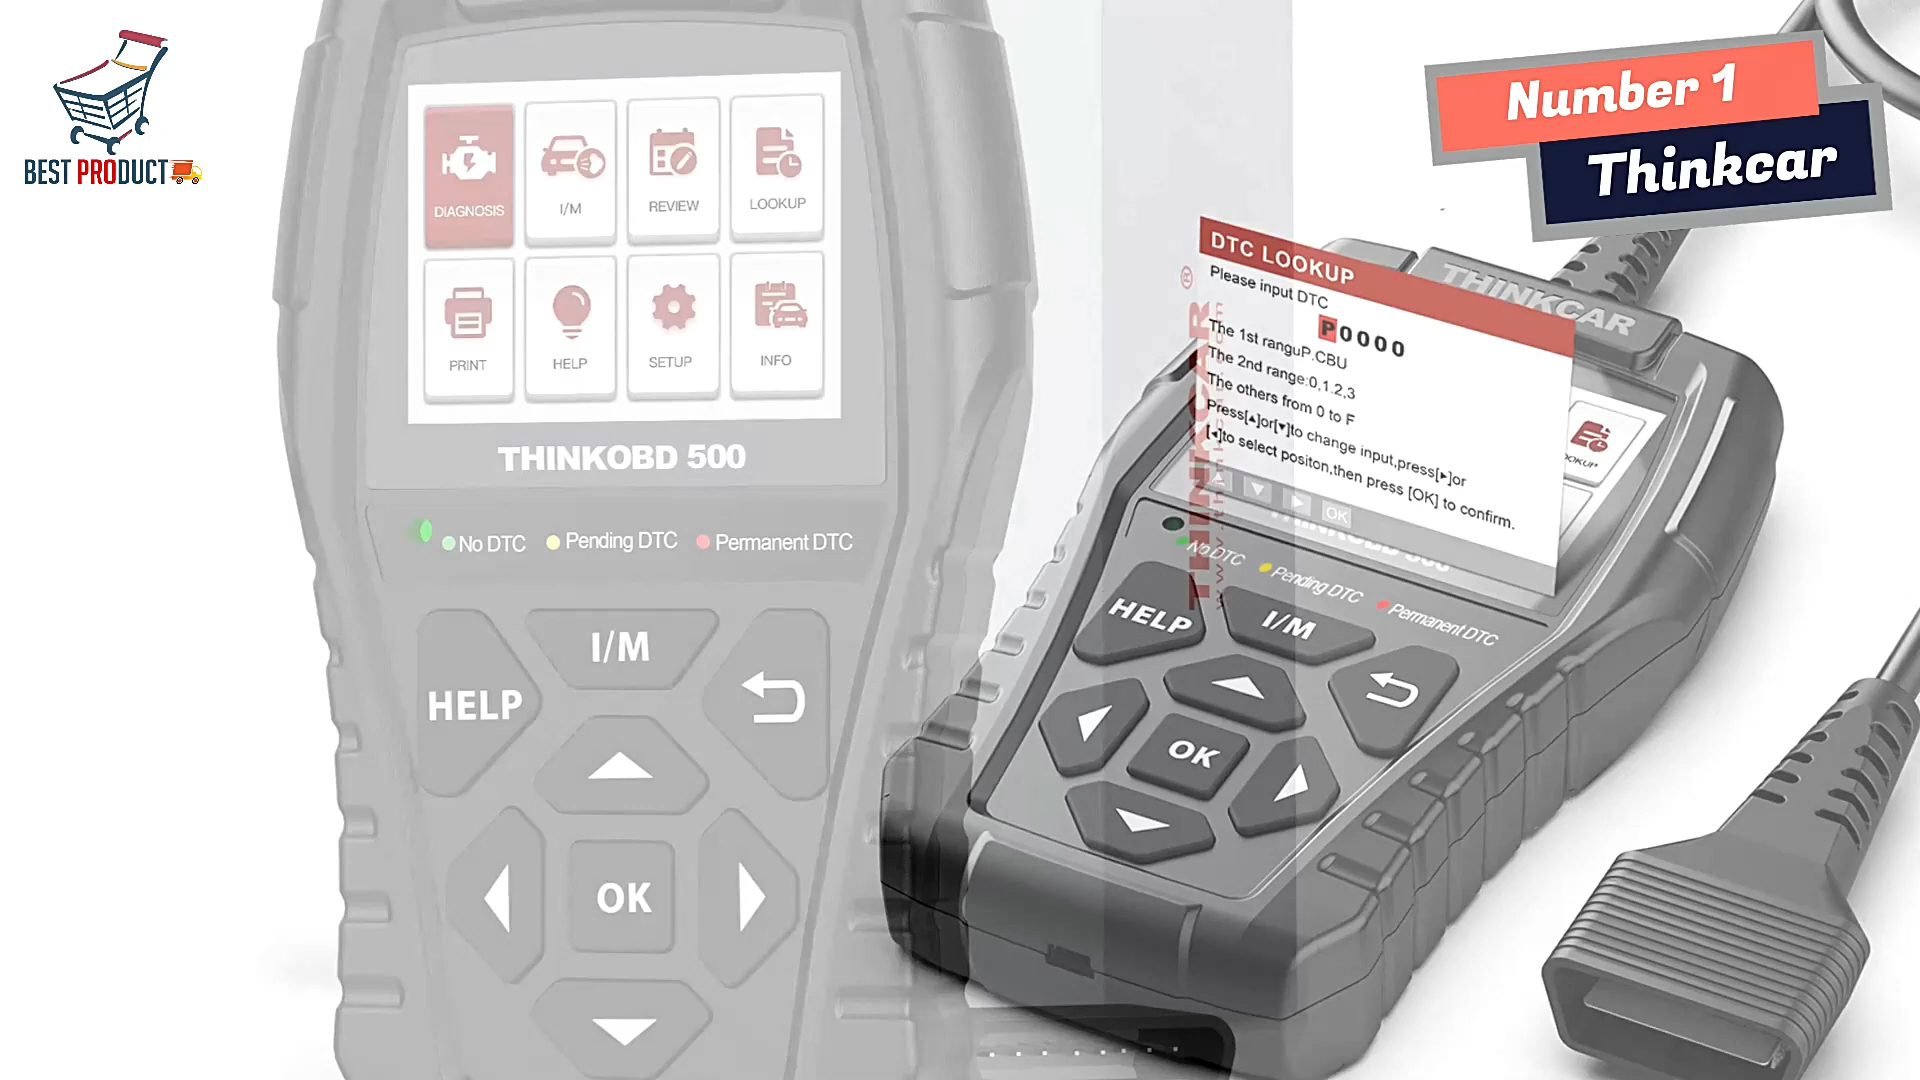 BEST PRODUCT
Number 1
Thinkcar
DIAGNOSIS
I/M
REVIEW
LOOKUP
PRINT
HELP
SETUP
INFO
THINKOBD 500
No DTC
Pending DTC
Permanent DTC
HELP
I/M
OK
THINKCAR
DTC LOOKUP
Please input DTC
P0000
The 1st ranguP.CBU
The 2nd range:0,1.2,3
The others from 0 to F
Press[▲]or[▼]to change input,press[▶]or
[◀]to select positon,then press [OK] to confirm.
OK
THINKCAR
No DTC
Pending DTC
Permanent DTC
HELP
I/M
OK